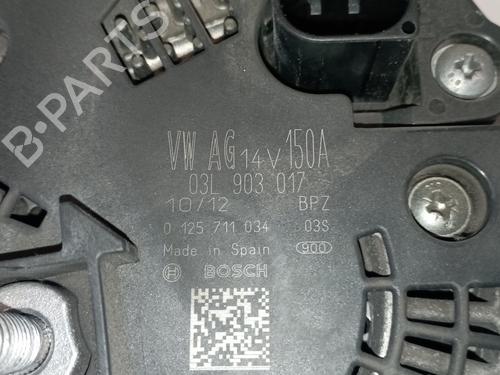 B-PARTS
VW AG 14V 150A
03L 903 017
10/12 BPZ
0 125 711 034 03S
Made in Spain 900
BOSCH